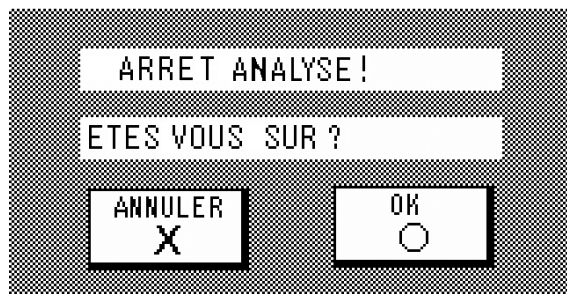 ARRET ANALYSE!
ETES VOUS SUR ?
ANNULER
X
OK